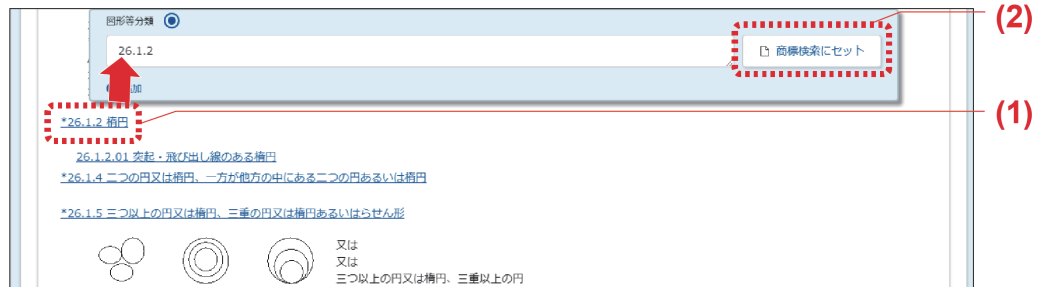 図形等分類
(2)
26.1.2
商標検索にセット
加
(1)
*26.1.2 楕円
26.1.2.01 突起・飛び出し線のある楕円
*26.1.4 二つの円又は楕円、一方が他方の中にある二つの円あるいは楕円
*26.1.5 三つ以上の円又は楕円、三重の円又は楕円あるいはらせん形
又は
又は
三つ以上の円又は楕円、三重以上の円